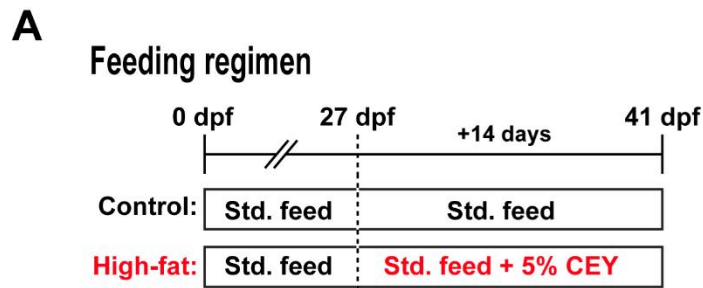 A
Feeding regimen
0 dpf 27 dpf 41 dpf
+14 days
Control: Std. feed Std. feed
High-fat: Std. feed Std. feed + 5% CEY